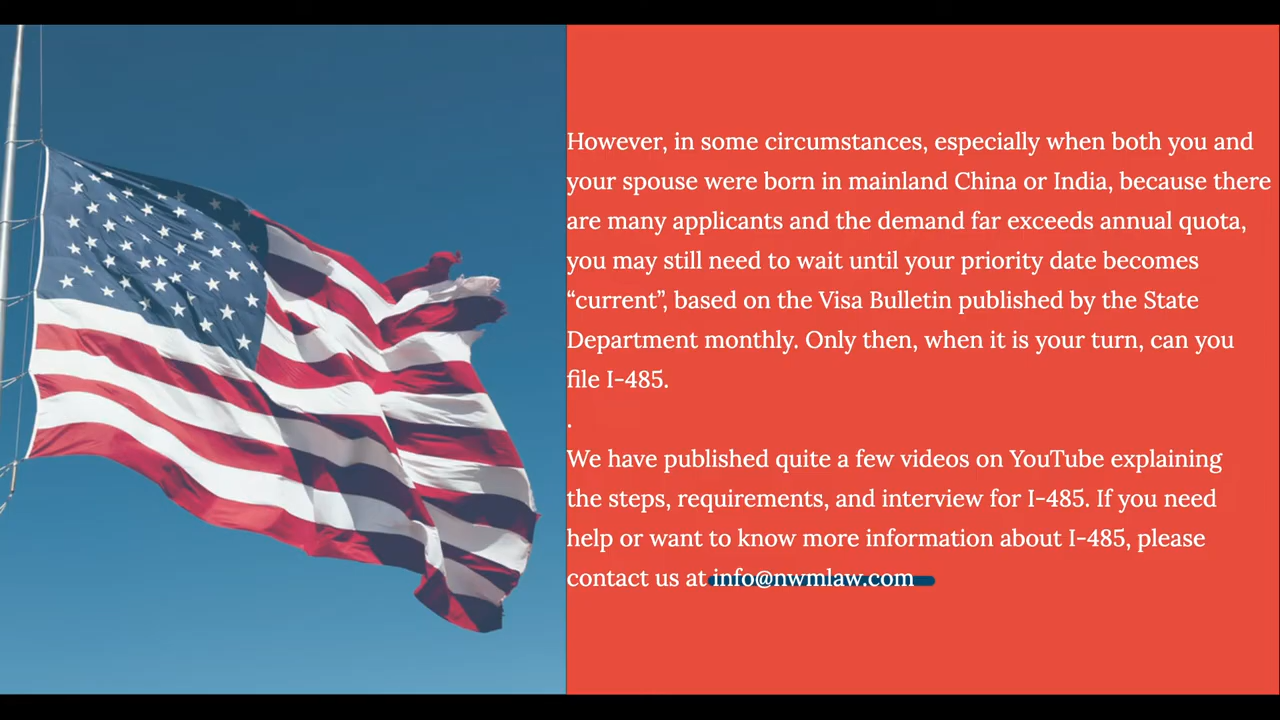 However, in some circumstances, especially when both you and
your spouse were born in mainland China or India, because there
are many applicants and the demand far exceeds annual quota,
you may still need to wait until your priority date becomes
“current”, based on the Visa Bulletin published by the State
Department monthly. Only then, when it is your turn, can you
file I-485.
.
We have published quite a few videos on YouTube explaining
the steps, requirements, and interview for I-485. If you need
help or want to know more information about I-485, please
contact us at info@nwmlaw.com